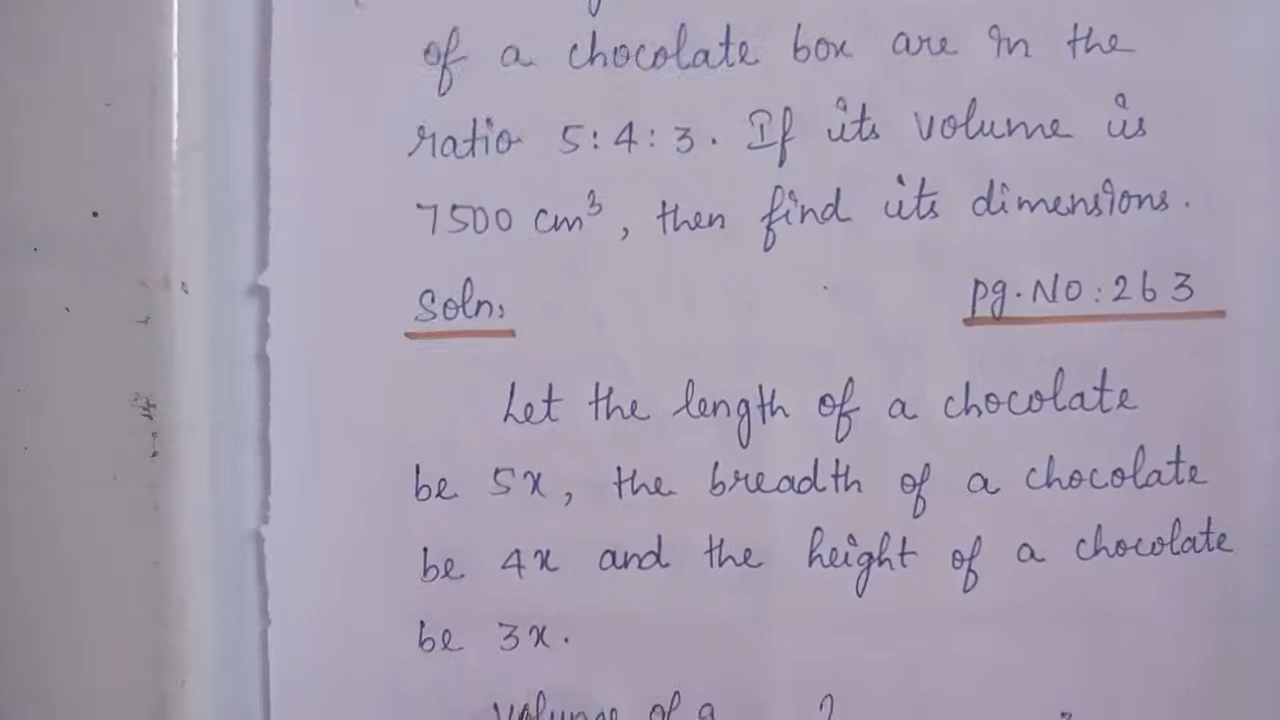 of a chocolate box are in the
ratio 5:4:3. If its volume is
7500 cm³, then find its dimensions.
Soln:
pg.No:263
Let the length of a chocolate
be 5x, the breadth of a chocolate
be 4x and the height of a chocolate
be 3x.
volume of a